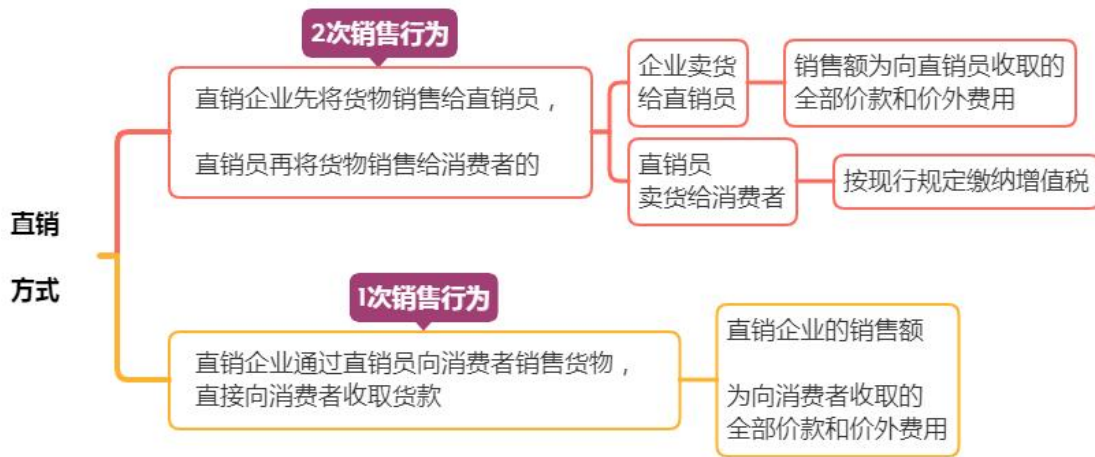 直销
方式
2次销售行为
直销企业先将货物销售给直销员，
直销员再将货物销售给消费者的
企业卖货
给直销员
销售额为向直销员收取的
全部价款和价外费用
直销员
卖货给消费者
按现行规定缴纳增值税
1次销售行为
直销企业通过直销员向消费者销售货物，
直接向消费者收取货款
直销企业的销售额
为向消费者收取的
全部价款和价外费用